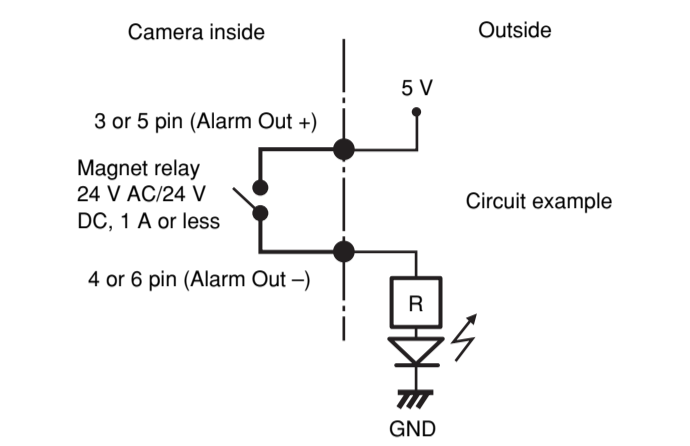 Camera inside
Outside
5 V
3 or 5 pin (Alarm Out +)
Magnet relay
24 V AC/24 V
DC, 1 A or less
Circuit example
4 or 6 pin (Alarm Out –)
R
GND